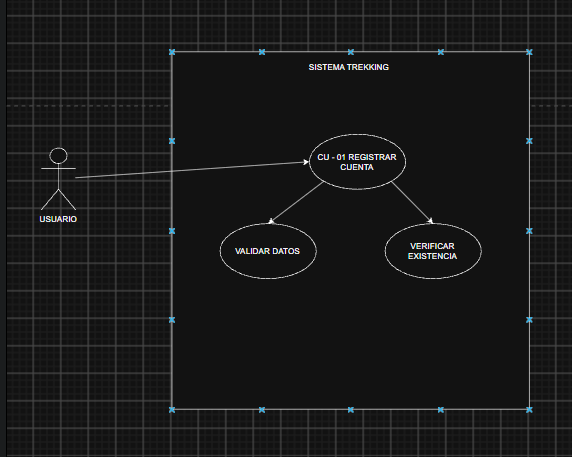 SISTEMA TREKKING
CU - 01 REGISTRAR
CUENTA
USUARIO
VALIDAR DATOS
VERIFICAR
EXISTENCIA